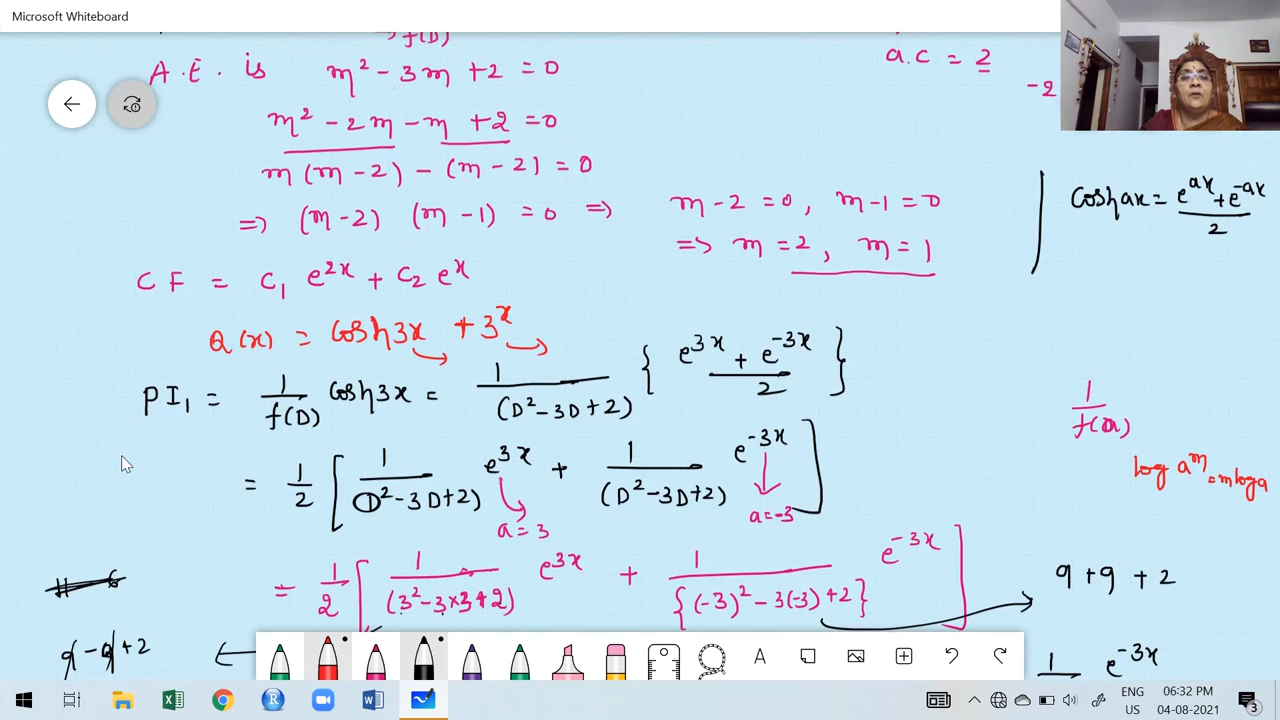 Microsoft Whiteboard
f(D)
A.E. is m² - 3m + 2 = 0
a.c = 2
-2
m² - 2m - m + 2 = 0
m(m-2) - (m-2) = 0
=> (m-2) (m-1) = 0 =>
m-2 = 0, m-1 = 0
=> m = 2, m = 1
coshax = e^{ax} + e^{-ax} / 2
CF = C₁ e^{2x} + C₂ e^{x}
Q(x) = cosh3x + 3^{x}
PI₁ = 1/f(D) cosh3x = 1/(D²-3D+2) { e^{3x} + e^{-3x} / 2 }
1/f(a)
log a^{m} = m log a
= 1/2 [ 1/(D²-3D+2) e^{3x} + 1/(D²-3D+2) e^{-3x} ]
a = 3
a = -3
= 1/2 [ 1/(3²-3×3+2) e^{3x} + 1/{(-3)²-3(-3)+2} e^{-3x} ]
9 + 9 + 2
9 - 9 + 2
1 e^{-3x}
A
ENG
US
06:32 PM
04-08-2021
3